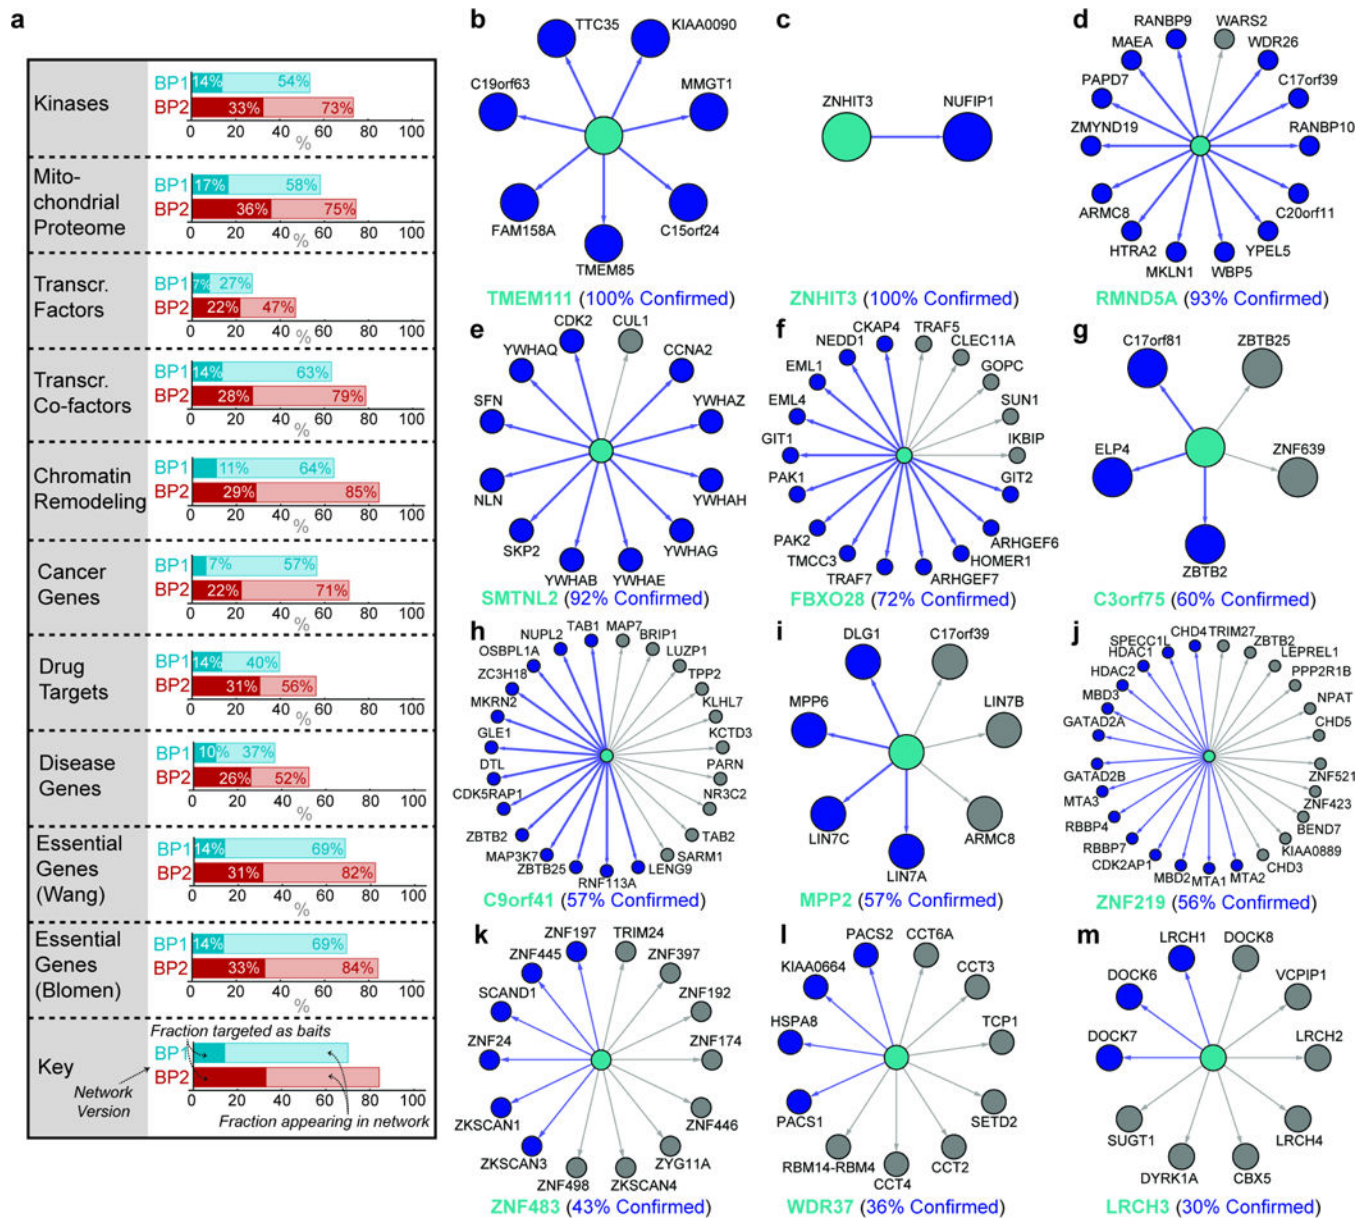 a
Kinases
BP1 14% 54%
BP2 33% 73%
0 20 40 60 80 100
%
Mito-
chondrial
Proteome
BP1 17% 58%
BP2 36% 75%
0 20 40 60 80 100
%
Transcr.
Factors
BP1 7% 27%
BP2 22% 47%
0 20 40 60 80 100
%
Transcr.
Co-factors
BP1 14% 63%
BP2 28% 79%
0 20 40 60 80 100
%
Chromatin
Remodeling
BP1 11% 64%
BP2 29% 85%
0 20 40 60 80 100
%
Cancer
Genes
BP1 7% 57%
BP2 22% 71%
0 20 40 60 80 100
%
Drug
Targets
BP1 14% 40%
BP2 31% 56%
0 20 40 60 80 100
%
Disease
Genes
BP1 10% 37%
BP2 26% 52%
0 20 40 60 80 100
%
Essential
Genes
(Wang)
BP1 14% 69%
BP2 31% 82%
0 20 40 60 80 100
%
Essential
Genes
(Blomen)
BP1 14% 69%
BP2 33% 84%
0 20 40 60 80 100
%
Key
Fraction targeted as baits
BP1
BP2
Network
Version
Fraction appearing in network
b
TTC35
KIAA0090
C19orf63
MMGT1
FAM158A
C15orf24
TMEM85
TMEM111 (100% Confirmed)
c
ZNHIT3
NUFIP1
ZNHIT3 (100% Confirmed)
d
RANBP9
WARS2
MAEA
WDR26
PAPD7
C17orf39
ZMYND19
RANBP10
ARMC8
C20orf11
HTRA2
YPEL5
MKLN1
WBP5
RMND5A (93% Confirmed)
e
CDK2
CUL1
YWHAQ
CCNA2
SFN
YWHAZ
NLN
YWHAH
SKP2
YWHAG
YWHAB
YWHAE
SMTNL2 (92% Confirmed)
f
CKAP4
TRAF5
NEDD1
CLEC11A
EML1
GOPC
EML4
SUN1
GIT1
IKBIP
PAK1
GIT2
PAK2
ARHGEF6
TMCC3
HOMER1
TRAF7
ARHGEF7
FBXO28 (72% Confirmed)
g
C17orf81
ZBTB25
ELP4
ZNF639
ZBTB2
C3orf75 (60% Confirmed)
h
TAB1
MAP7
NUPL2
BRIP1
OSBPL1A
LUZP1
ZC3H18
TPP2
MKRN2
KLHL7
GLE1
KCTD3
DTL
PARN
CDK5RAP1
NR3C2
ZBTB2
TAB2
MAP3K7
SARM1
ZBTB25
LENG9
RNF113A
C9orf41 (57% Confirmed)
i
DLG1
C17orf39
MPP6
LIN7B
LIN7C
ARMC8
LIN7A
MPP2 (57% Confirmed)
j
CHD4
TRIM27
SPECC1L
ZBTB2
HDAC1
LEPREL1
HDAC2
PPP2R1B
MBD3
NPAT
GATAD2A
CHD5
GATAD2B
ZNF521
MTA3
ZNF423
RBBP4
BEND7
RBBP7
KIAA0889
CDK2AP1
CHD3
MBD2
MTA1
MTA2
ZNF219 (56% Confirmed)
k
ZNF197
TRIM24
ZNF445
ZNF397
SCAND1
ZNF192
ZNF24
ZNF174
ZKSCAN1
ZNF446
ZKSCAN3
ZYG11A
ZNF498
ZKSCAN4
ZNF483 (43% Confirmed)
l
PACS2
CCT6A
KIAA0664
CCT3
HSPA8
TCP1
PACS1
SETD2
RBM14-RBM4
CCT2
CCT4
WDR37 (36% Confirmed)
m
LRCH1
DOCK8
DOCK6
VCPIP1
DOCK7
LRCH2
SUGT1
LRCH4
DYRK1A
CBX5
LRCH3 (30% Confirmed)